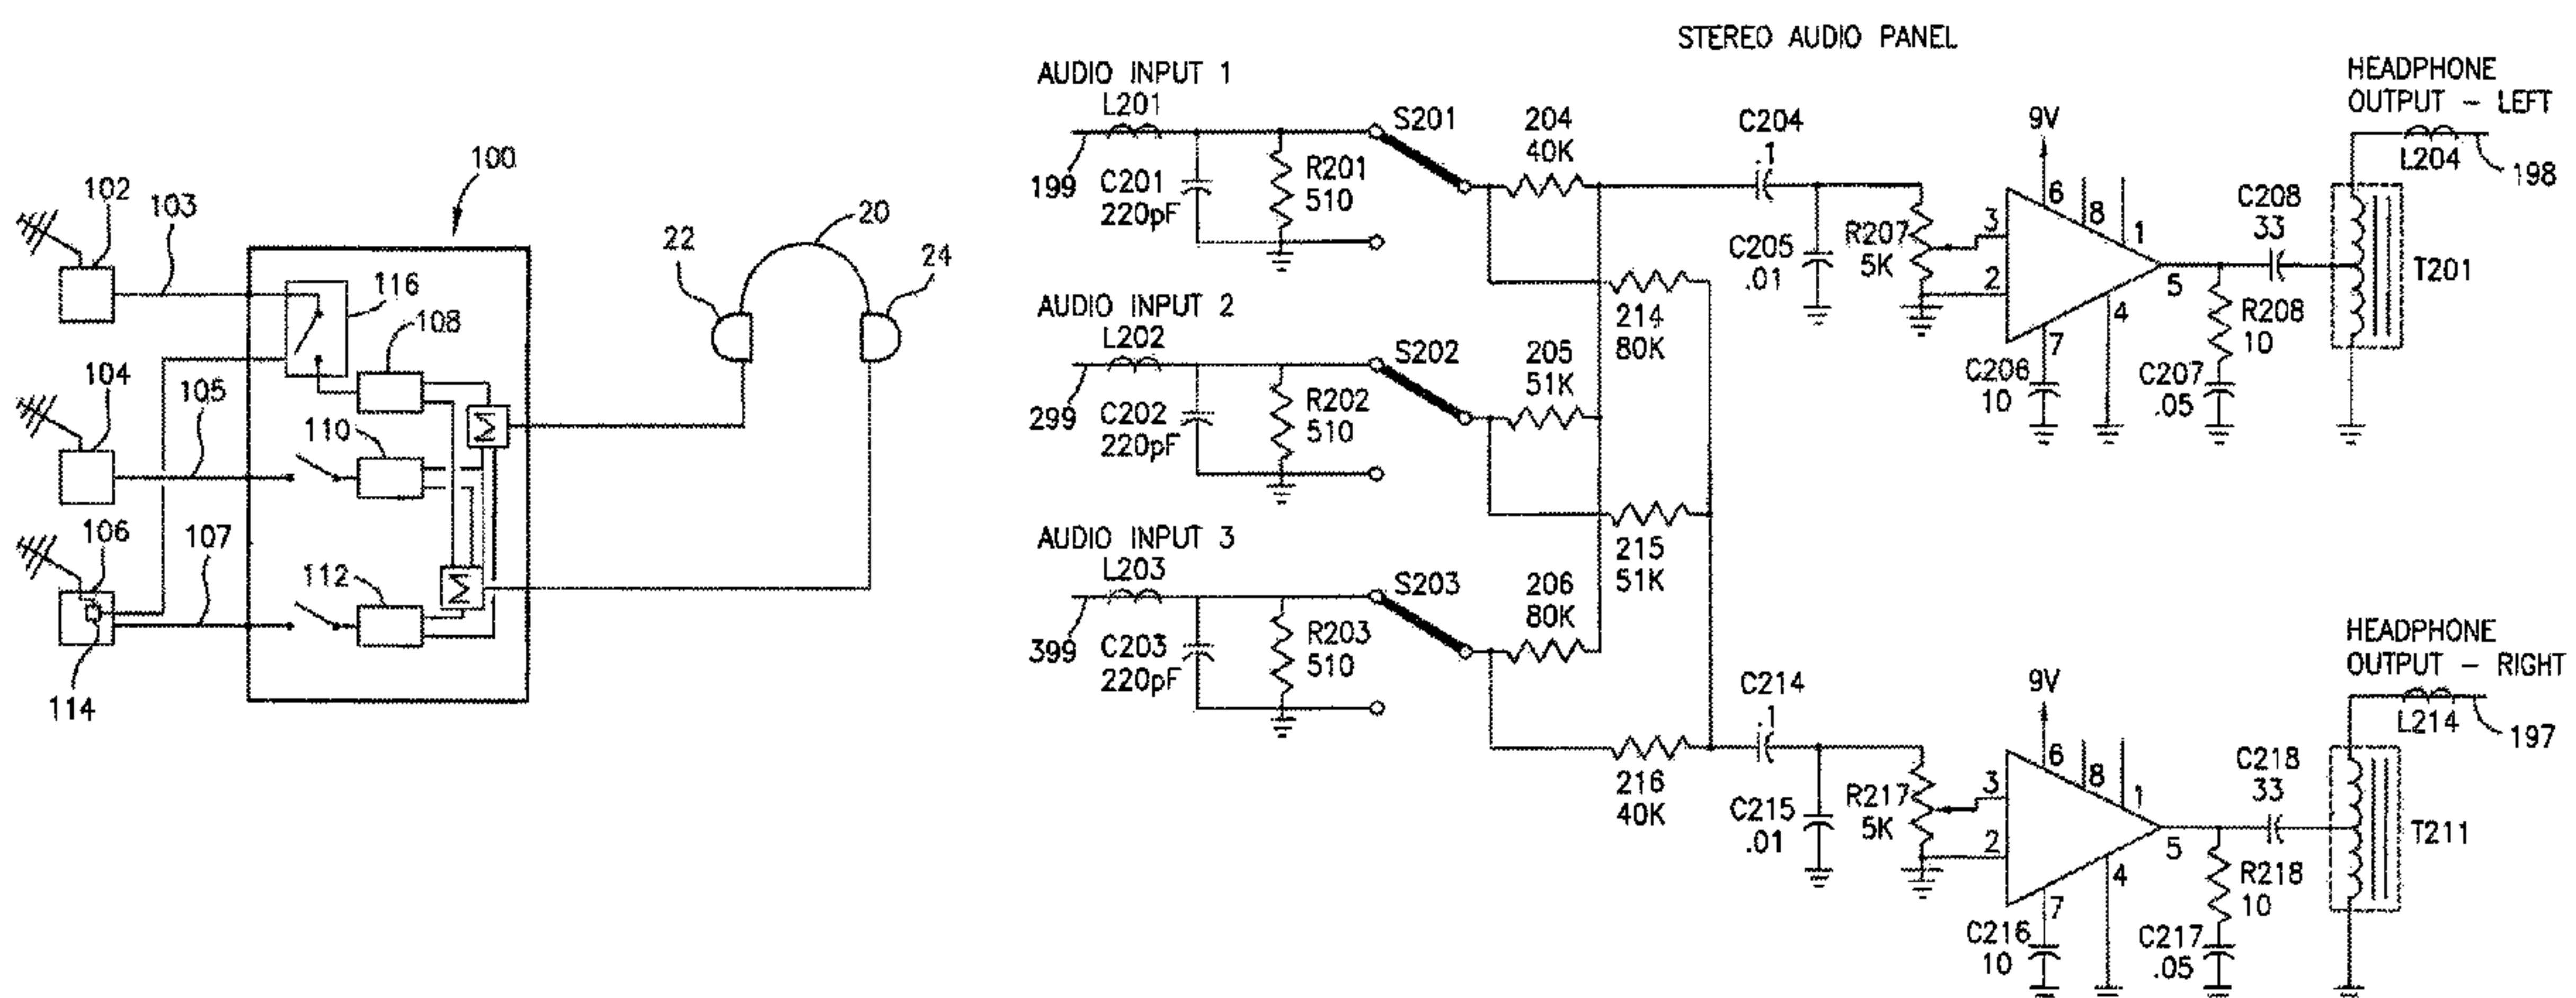 100
102
103
20
22
24
116
108
104
105
110
M
106
107
112
M
114
STEREO AUDIO PANEL
AUDIO INPUT 1
L201
199
C201
220pF
R201
510
S201
204
40K
C204
.1
214
80K
C205
.01
R207
5K
9V
3
2
6
8
1
7
4
5
C206
10
C207
.05
R208
10
C208
33
T201
HEADPHONE
OUTPUT - LEFT
L204
198
AUDIO INPUT 2
L202
299
C202
220pF
R202
510
S202
205
51K
215
51K
AUDIO INPUT 3
L203
399
C203
220pF
R203
510
S203
206
80K
216
40K
C214
.1
C215
.01
R217
5K
9V
3
2
6
8
1
7
4
5
C216
10
C217
.05
R218
10
C218
33
T211
HEADPHONE
OUTPUT - RIGHT
L214
197